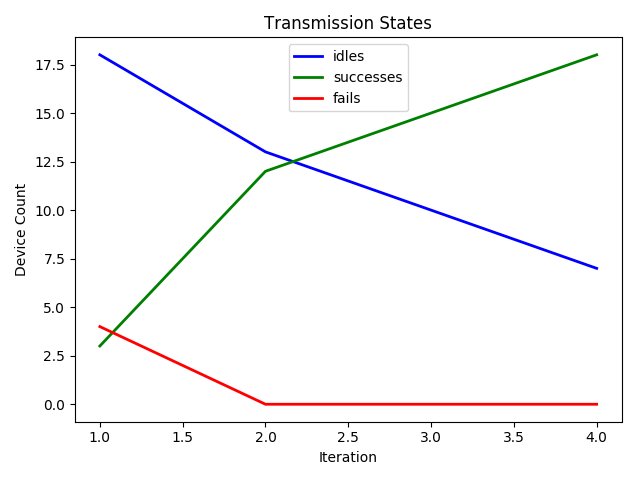 Transmission States
idles
successes
fails
17.5
15.0
12.5
10.0
7.5
5.0
2.5
0.0
Device Count
1.0 1.5 2.0 2.5 3.0 3.5 4.0
Iteration